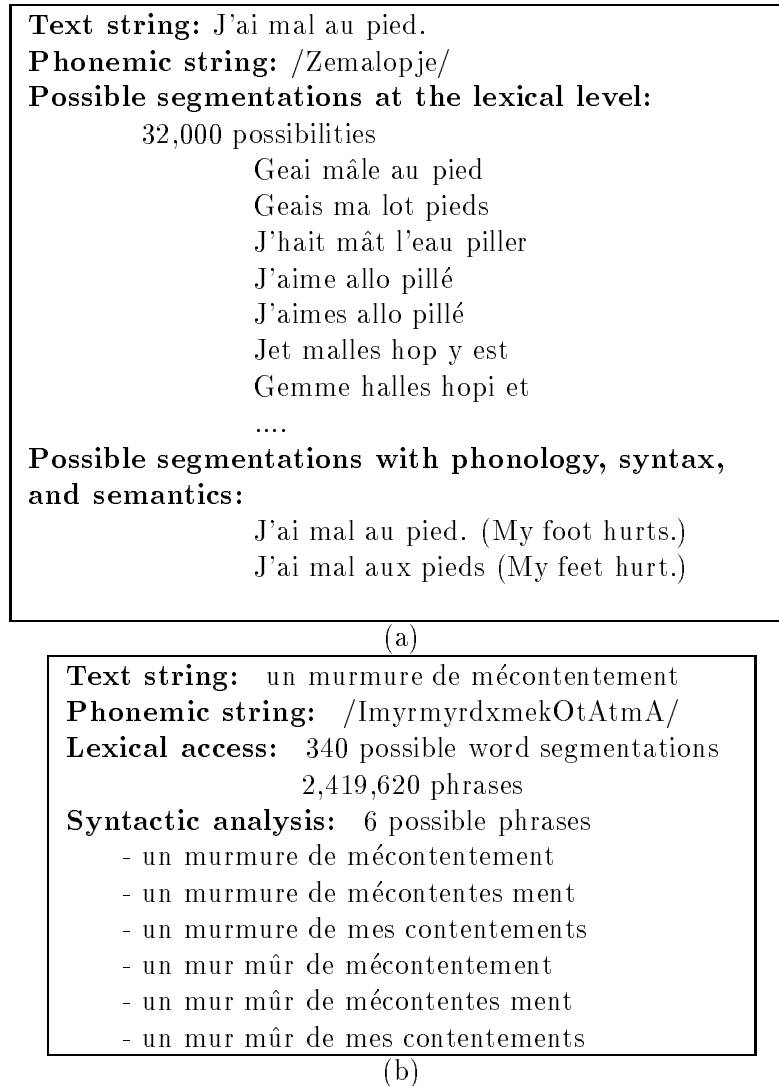 Text string: J'ai mal au pied.
Phonemic string: /Zemalopje/
Possible segmentations at the lexical level:
32,000 possibilities
Geai mâle au pied
Geais ma lot pieds
J'hait mât l'eau piller
J'aime allo pillé
J'aimes allo pillé
Jet malles hop y est
Gemme halles hopi et
....
Possible segmentations with phonology, syntax,
and semantics:
J'ai mal au pied. (My foot hurts.)
J'ai mal aux pieds (My feet hurt.)
(a)
Text string: un murmure de mécontentement
Phonemic string: /ImyrmyrdxmekOtAtmA/
Lexical access: 340 possible word segmentations
2,419,620 phrases
Syntactic analysis: 6 possible phrases
- un murmure de mécontentement
- un murmure de mécontentes ment
- un murmure de mes contentements
- un mur mûr de mécontentement
- un mur mûr de mécontentes ment
- un mur mûr de mes contentements
(b)